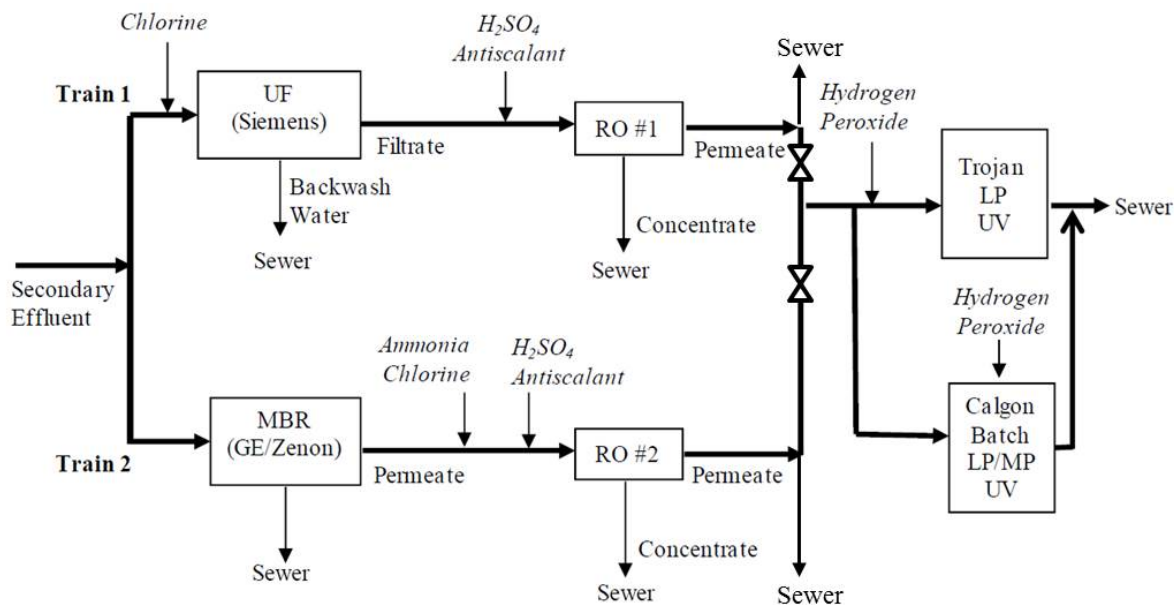 Chlorine
Train 1
UF
(Siemens)
Filtrate
Backwash
Water
Sewer
H₂SO₄
Antiscalant
RO #1
Permeate
Concentrate
Sewer
Sewer
Hydrogen
Peroxide
Trojan
LP
UV
Sewer
Secondary
Effluent
Train 2
MBR
(GE/Zenon)
Permeate
Sewer
Ammonia
Chlorine
H₂SO₄
Antiscalant
RO #2
Permeate
Concentrate
Sewer
Sewer
Hydrogen
Peroxide
Calgon
Batch
LP/MP
UV